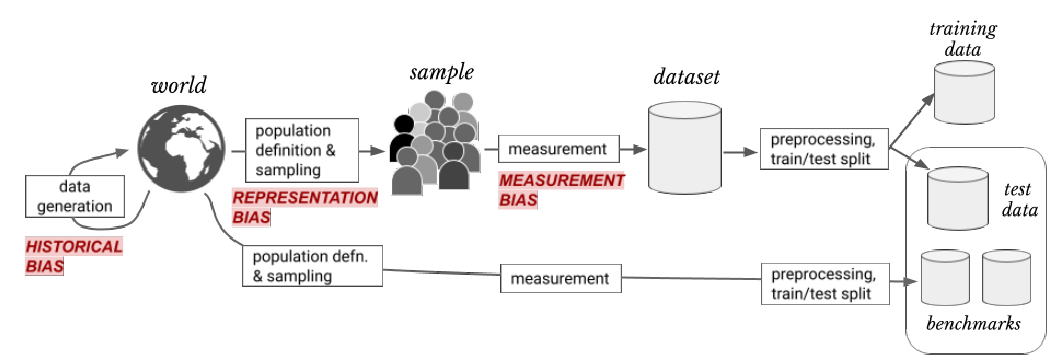 training
data
sample
dataset
world
population
definition &
sampling
preprocessing,
train/test split
measurement
data
generation
MEASUREMENT
BIAS
REPRESENTATION
BIAS
test
data
HISTORICAL
BIAS
population defn.
& sampling
measurement
preprocessing,
train/test split
benchmarks